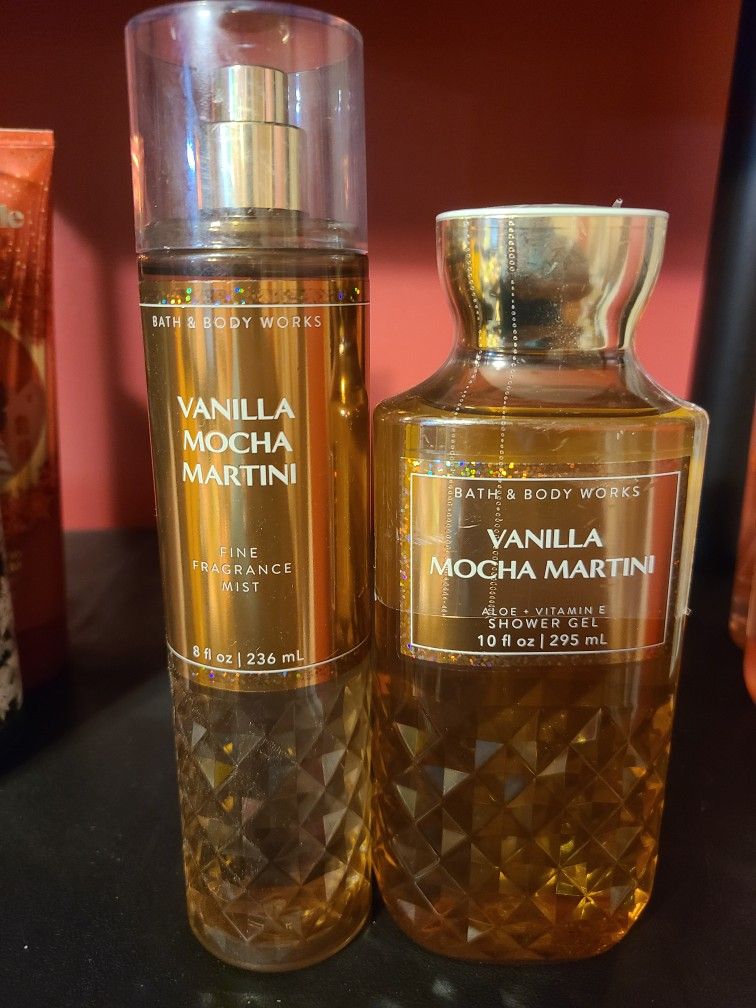 BATH & BODY WORKS
VANILLA
MOCHA
MARTINI
FINE
FRAGRANCE
MIST
8 fl oz | 236 mL
BATH & BODY WORKS
VANILLA
MOCHA MARTINI
ALOE + VITAMIN E
SHOWER GEL
10 fl oz | 295 mL